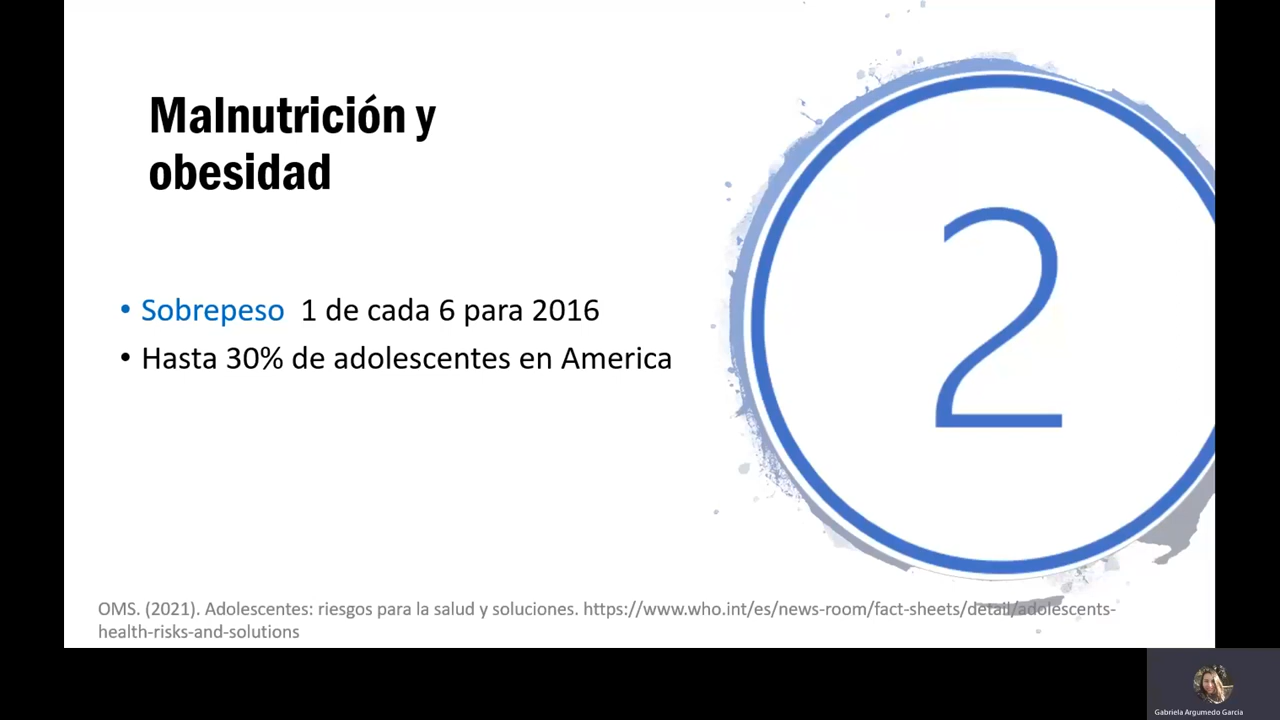 Malnutrición y
obesidad
2
• Sobrepeso 1 de cada 6 para 2016
• Hasta 30% de adolescentes en America
OMS. (2021). Adolescentes: riesgos para la salud y soluciones. https://www.who.int/es/news-room/fact-sheets/detail/adolescents-
health-risks-and-solutions
Gabriela Argumedo Garcia